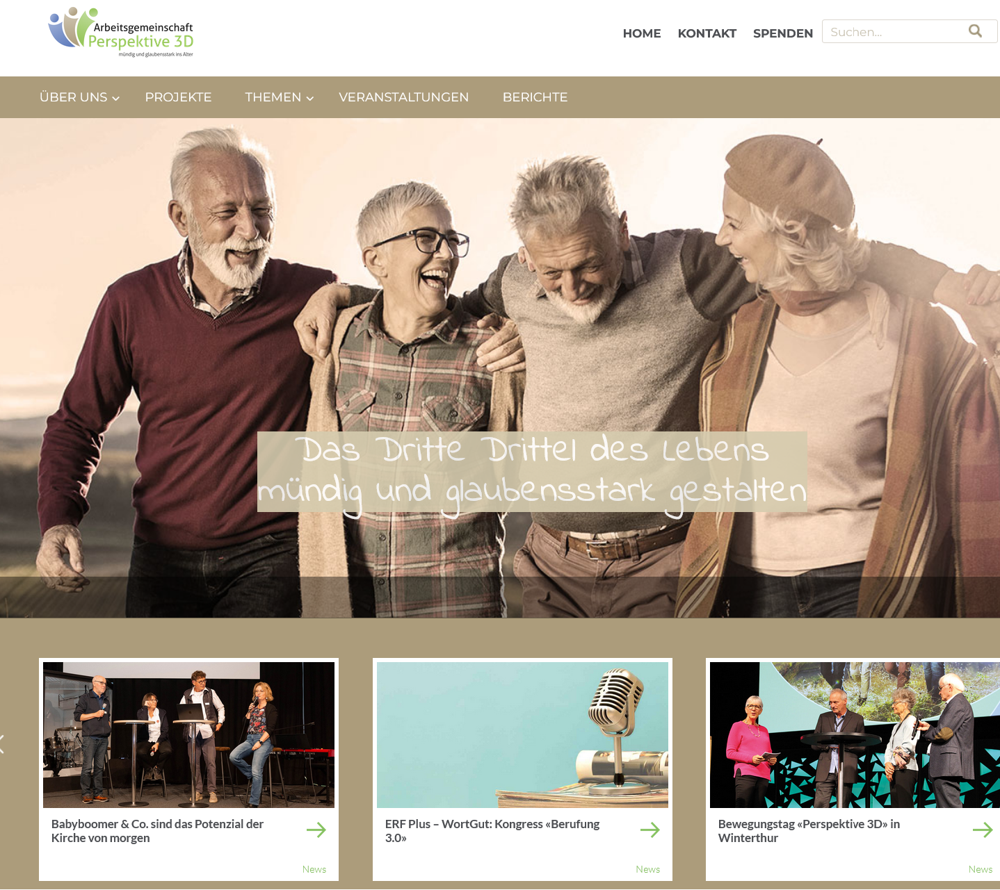 Arbeitsgemeinschaft
Perspektive 3D
mündig und glaubensstark ins Alter
HOME KONTAKT SPENDEN Suchen...
ÜBER UNS PROJEKTE THEMEN VERANSTALTUNGEN BERICHTE
Das Dritte Drittel des Lebens
mündig und glaubensstark gestalten
Babyboomer & Co. sind das Potenzial der
Kirche von morgen
News
ERF Plus – WortGut: Kongress «Berufung
3.0»
News
Bewegungstag «Perspektive 3D» in
Winterthur
News